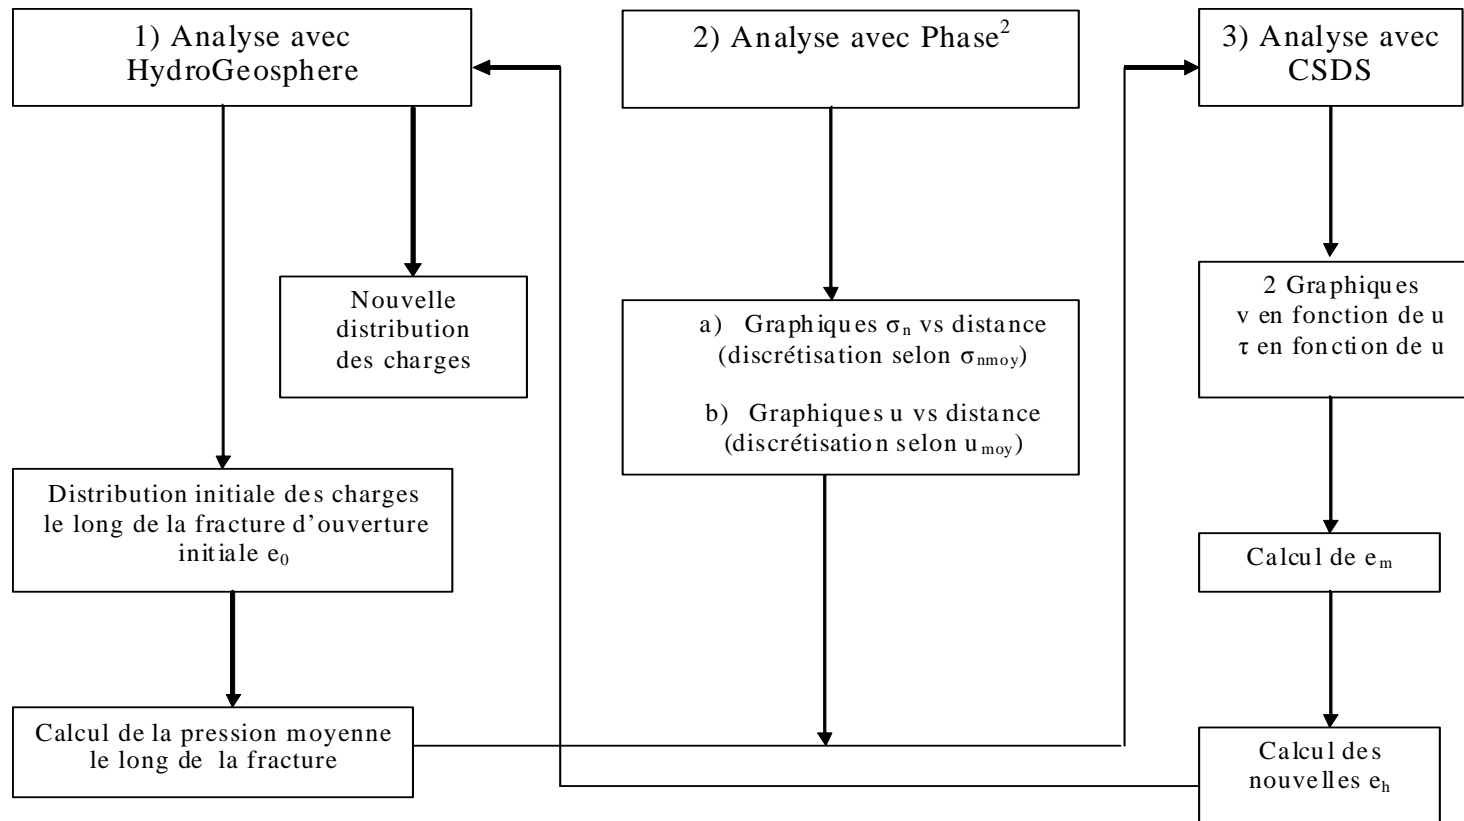 1) Analyse avec
HydroGeosphere
2) Analyse avec Phase²
3) Analyse avec
CSDS
Nouvelle
distribution
des charges
a) Graphiques σₙ vs distance
(discrétisation selon σnmoy)
b) Graphiques u vs distance
(discrétisation selon umoy)
2 Graphiques
v en fonction de u
τ en fonction de u
Distribution initiale des charges
le long de la fracture d’ouverture
initiale e₀
Calcul de eₘ
Calcul de la pression moyenne
le long de la fracture
Calcul des
nouvelles eₕ